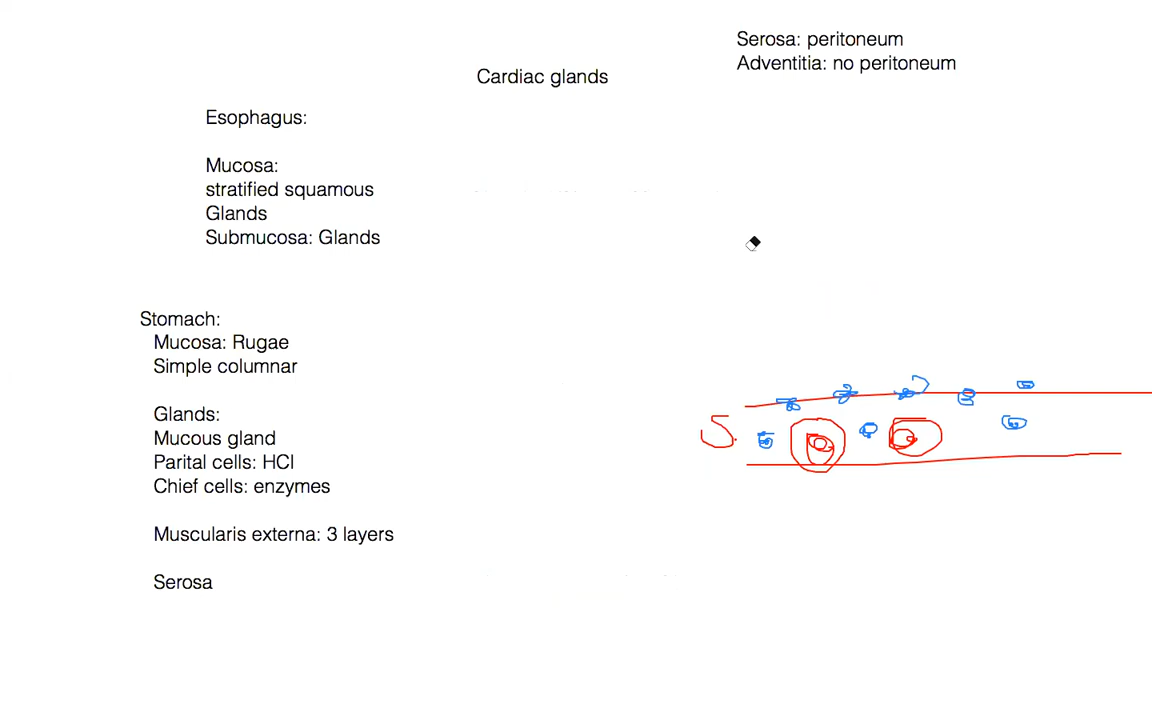 Serosa: peritoneum
Adventitia: no peritoneum
Cardiac glands
Esophagus:
Mucosa:
stratified squamous
Glands
Submucosa: Glands
Stomach:
Mucosa: Rugae
Simple columnar
Glands:
Mucous gland
Parital cells: HCl
Chief cells: enzymes
Muscularis externa: 3 layers
Serosa
S.